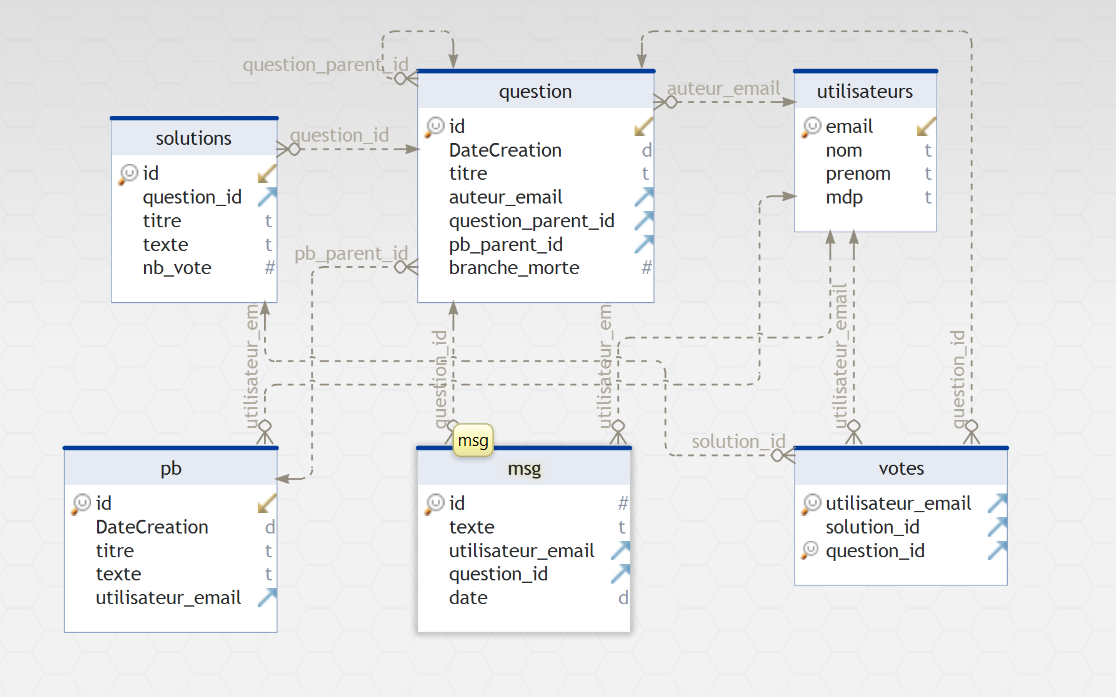 question_parent_id
question
id
DateCreation d
titre t
auteur_email
question_parent_id
pb_parent_id
branche_morte #
auteur_email
utilisateurs
email
nom t
prenom t
mdp t
solutions
id
question_id
titre t
texte t
nb_vote #
question_id
pb_parent_id
utilisateur_em
question_id
utilisateur_em
utilisateur_email
question_id
solution_id
pb
id
DateCreation d
titre t
texte t
utilisateur_email
msg
msg
id #
texte t
utilisateur_email
question_id
date d
votes
utilisateur_email
solution_id
question_id